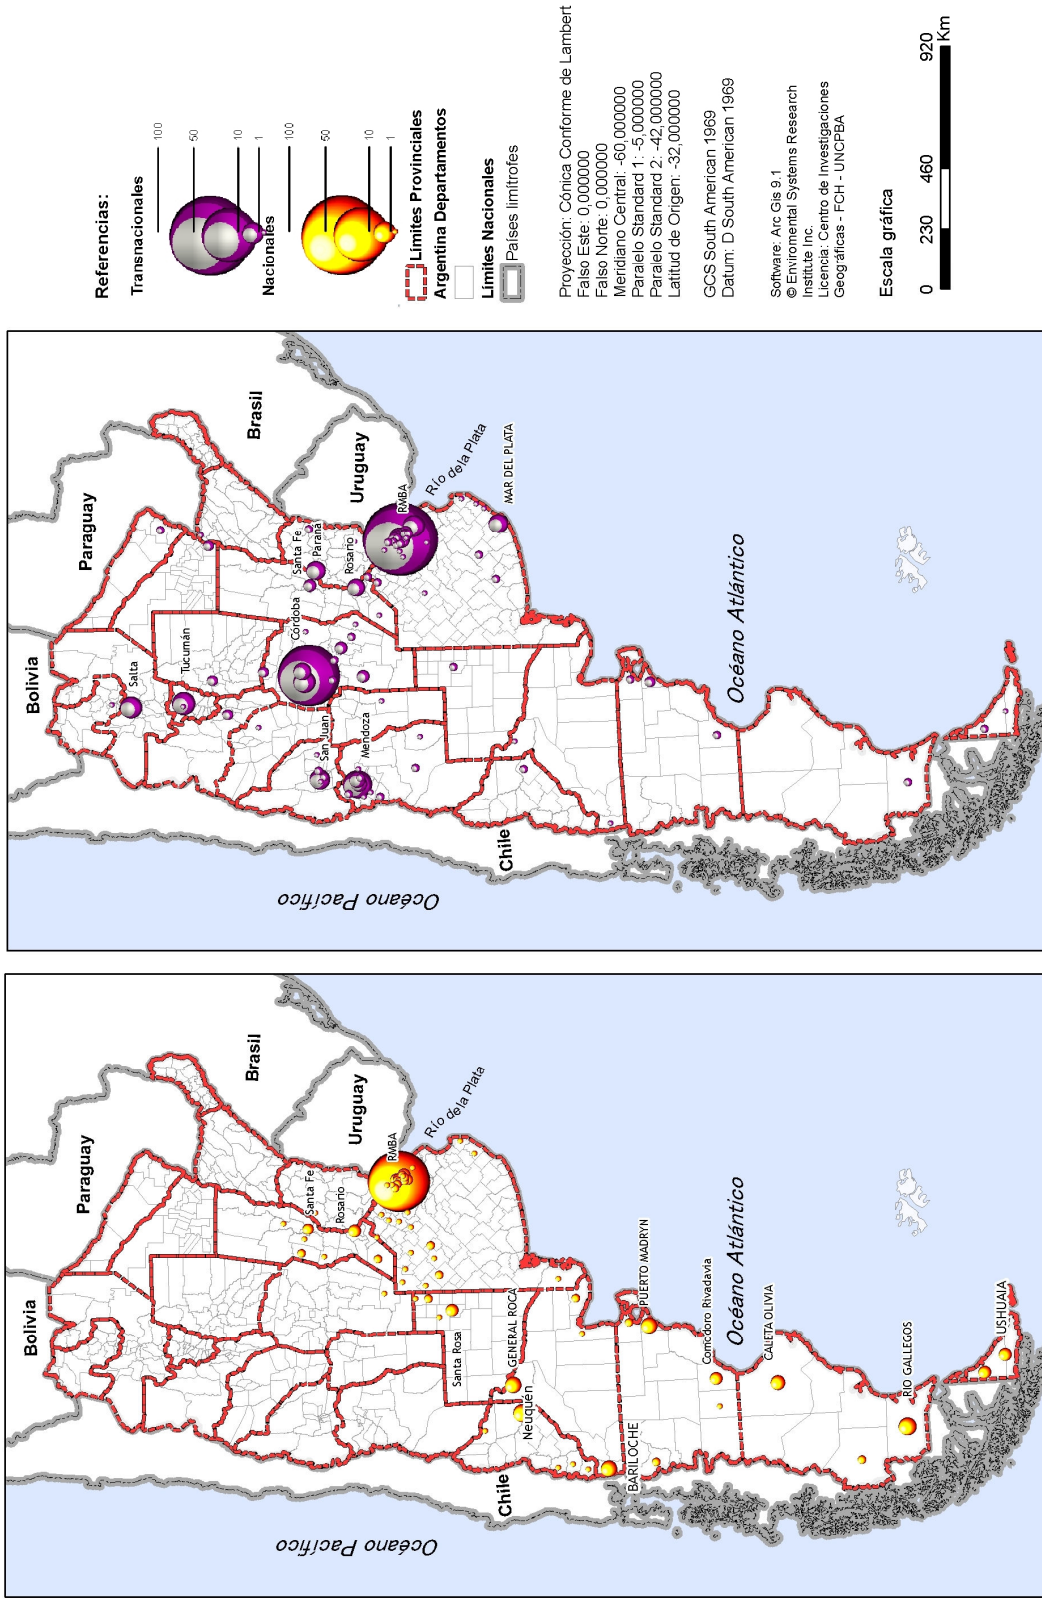 Bolivia
Paraguay
Brasil
Uruguay
RMBA
Río de la Plata
Santa Fe
Rosario
Santa Rosa
GENERAL ROCA
Neuquén
Chile
BARILOCHE
PUERTO MADRYN
Comodoro Rivadavia
CALETA OLIVIA
RIO GALLEGOS
USHUAIA
Océano Atlántico
Océano Pacífico
Bolivia
Paraguay
Brasil
Salta
Tucumán
Santa Fe
Paraná
Córdoba
Rosario
Uruguay
RMBA
Río de la Plata
San Juan
Mendoza
MAR DEL PLATA
Chile
Océano Atlántico
Océano Pacífico
Referencias:
Transnacionales
100
50
10
1
Nacionales
100
50
10
1
Límites Provinciales
Argentina Departamentos
Límites Nacionales
Países limítrofes
Proyección: Cónica Conforme de Lambert
Falso Este: 0,000000
Falso Norte: 0,000000
Meridiano Central: -60,000000
Paralelo Standard 1: -5,000000
Paralelo Standard 2: -42,000000
Latitud de Origen: -32,000000
GCS South American 1969
Datum: D South American 1969
Software: Arc Gis 9.1
© Enviromental Systems Research
Institute Inc.
Licencia: Centro de Investigaciones
Geográficas - FCH - UNCPBA
Escala gráfica
0 230 460 920
Km